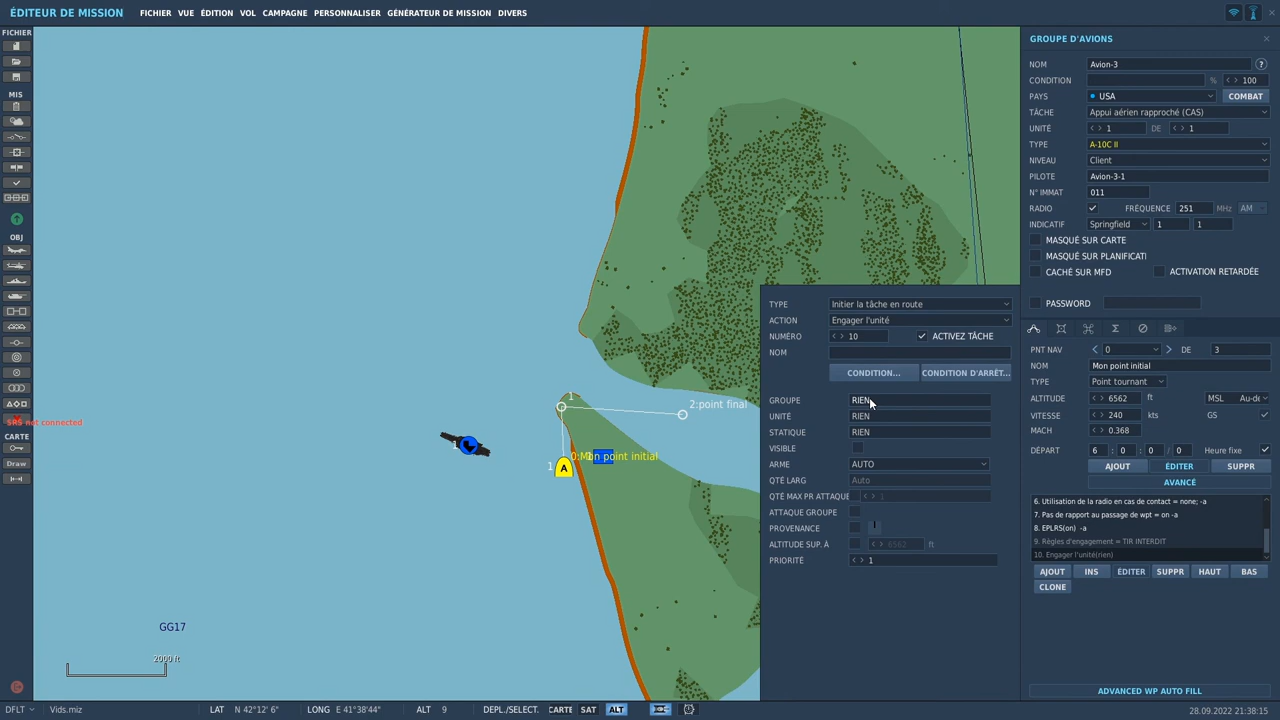 ÉDITEUR DE MISSION
FICHIER VUE ÉDITION VOL CAMPAGNE PERSONNALISER GÉNÉRATEUR DE MISSION DIVERS
FICHIER
MIS
OBJ
SRS not connected
CARTE
Draw
1
2:point final
1
0:Mon point initial
1
GG17
2000 ft
TYPE Initier la tâche en route
ACTION Engager l'unité
NUMÉRO 10 ACTIVEZ TÂCHE
NOM
CONDITION... CONDITION D'ARRÊT...
GROUPE RIEN
UNITÉ RIEN
STATIQUE RIEN
VISIBLE
ARME AUTO
QTÉ LARG Auto
QTÉ MAX PR ATTAQUE 1
ATTAQUE GROUPE
PROVENANCE
ALTITUDE SUP. À 6562 ft
PRIORITÉ 1
GROUPE D'AVIONS
NOM Avion-3 ?
CONDITION % 100
PAYS USA COMBAT
TÂCHE Appui aérien rapproché (CAS)
UNITÉ 1 DE 1
TYPE A-10C II
NIVEAU Client
PILOTE Avion-3-1
N° IMMAT 011
RADIO FRÉQUENCE 251 MHz AM
INDICATIF Springfield 1 1
MASQUÉ SUR CARTE
MASQUÉ SUR PLANIFICATI
CACHÉ SUR MFD ACTIVATION RETARDÉE
PASSWORD
PNT NAV 0 DE 3
NOM Mon point initial
TYPE Point tournant
ALTITUDE 6562 ft MSL Au-de
VITESSE 240 kts GS
MACH 0.368
DÉPART 6 : 0 : 0 / 0 Heure fixe
AJOUT ÉDITER SUPPR
AVANCÉ
6. Utilisation de la radio en cas de contact = none; -a
7. Pas de rapport au passage de wpt = on -a
8. EPLRS(on) -a
9. Règles d'engagement = TIR INTERDIT
10. Engager l'unité(rien)
AJOUT INS ÉDITER SUPPR HAUT BAS
CLONE
ADVANCED WP AUTO FILL
DFLT Vids.miz LAT N 42°12' 6" LONG E 41°38'44" ALT 9 DEPL./SELECT. CARTE SAT ALT 28.09.2022 21:38:15